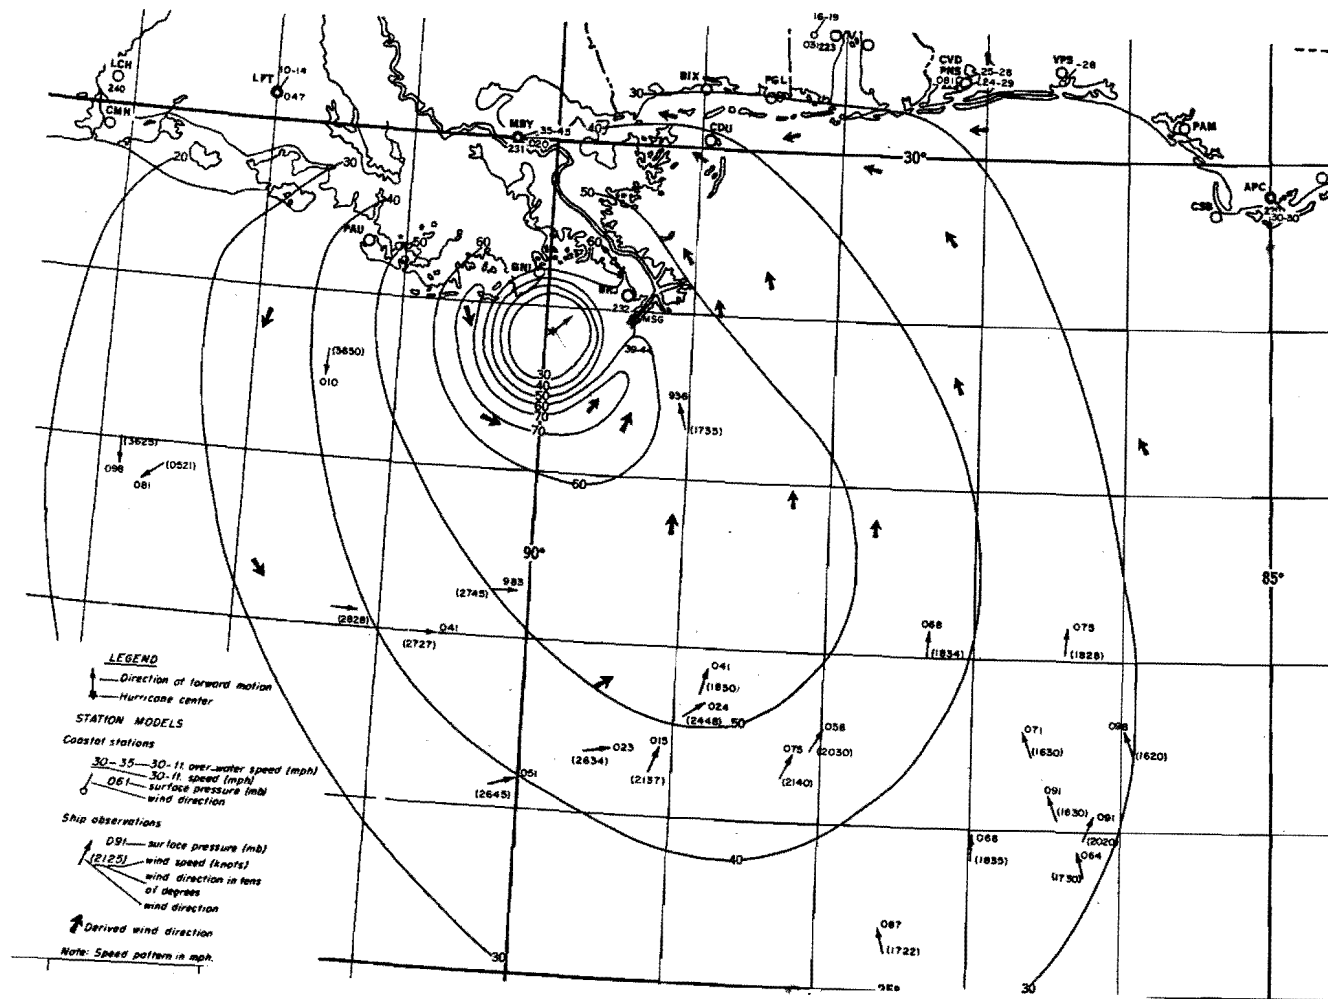 16-19
031 223
LCH
240
LFT
10-14
047
GMH
BIX
PGL
CVD
PNS
081
25-28
24-29
VPS
-28
30
MBY
35-45
231
020
40
CDU
30°
PAM
APC
30-30
CSB
20
30
40
50
PAU
50
60
BNI
60
BRJ
232
MSG
39-44
(3650)
010
30
40
50
60
70
70
936
(1735)
(3625)
098
(0521)
081
60
90°
85°
983
(2745)
(2828)
(2727)
041
068
(1834)
075
(1828)
041
(1850)
024
(2448)
50
023
(2634)
015
(2137)
058
(2030)
075
(2140)
051
(2645)
071
(1630)
098
(1620)
091
(1630)
091
(2020)
40
068
(1835)
064
(1730)
087
(1722)
30
30
LEGEND
Direction of forward motion
Hurricane center
STATION MODELS
Coastal stations
30-35—30-ft. over-water speed (mph)
30-ft. speed (mph)
061 surface pressure (mb)
wind direction
Ship observations
091—surface pressure (mb)
(2125) wind speed (knots)
wind direction in tens
of degrees
wind direction
Derived wind direction
Note: Speed pattern in mph.